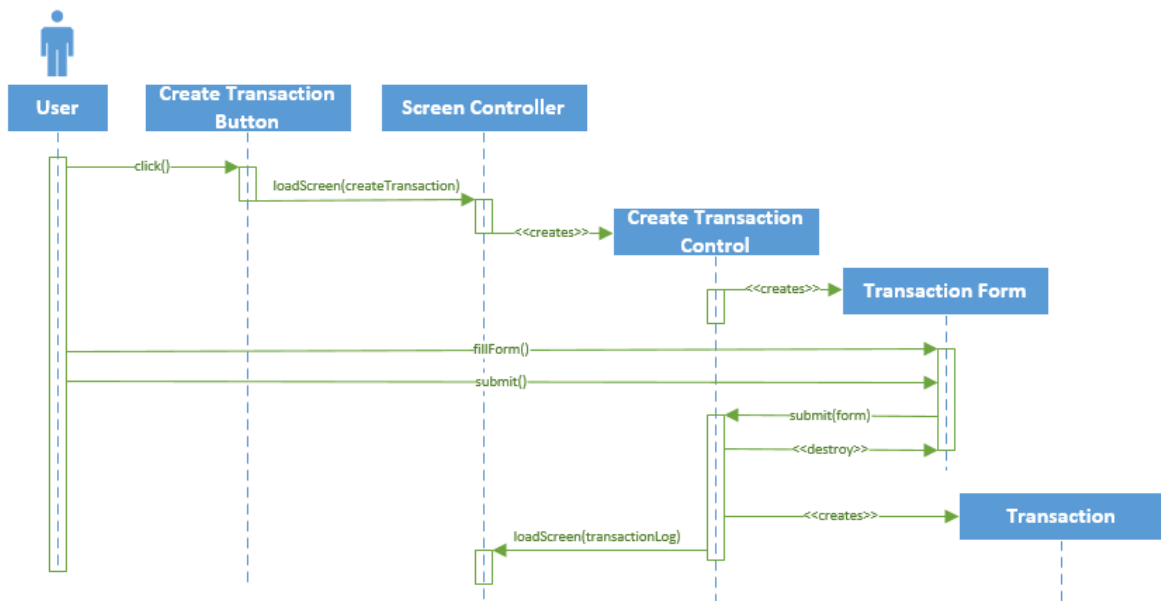 Create Transaction
Button
User
Screen Controller
click()
loadScreen(createTransaction)
Create Transaction
Control
<<creates>>
Transaction Form
<<creates>>
fillForm()
submit()
submit(form)
<<destroy>>
<<creates>>
Transaction
loadScreen(transactionLog)